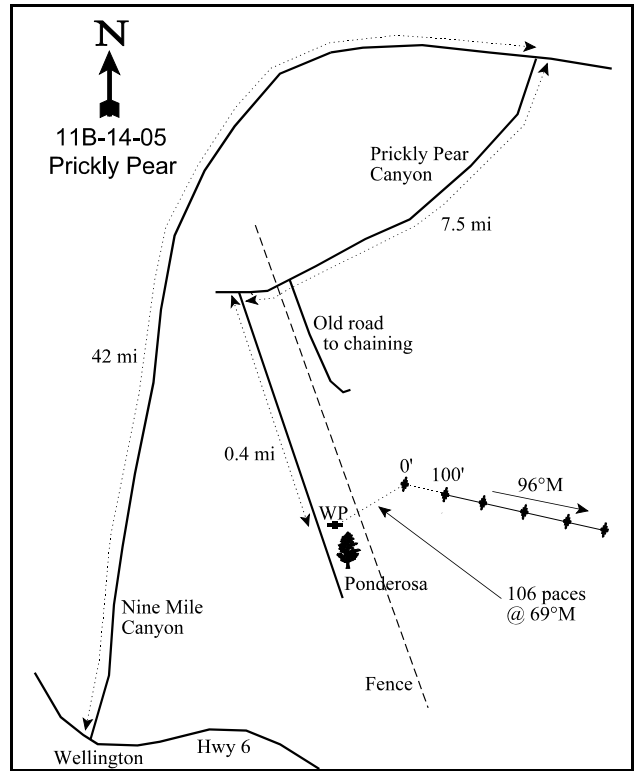 N
11B-14-05
Prickly Pear
Prickly Pear
Canyon
7.5 mi
Old road
to chaining
42 mi
0.4 mi
0'
100'
96°M
WP
Ponderosa
106 paces
@ 69°M
Nine Mile
Canyon
Fence
Hwy 6
Wellington